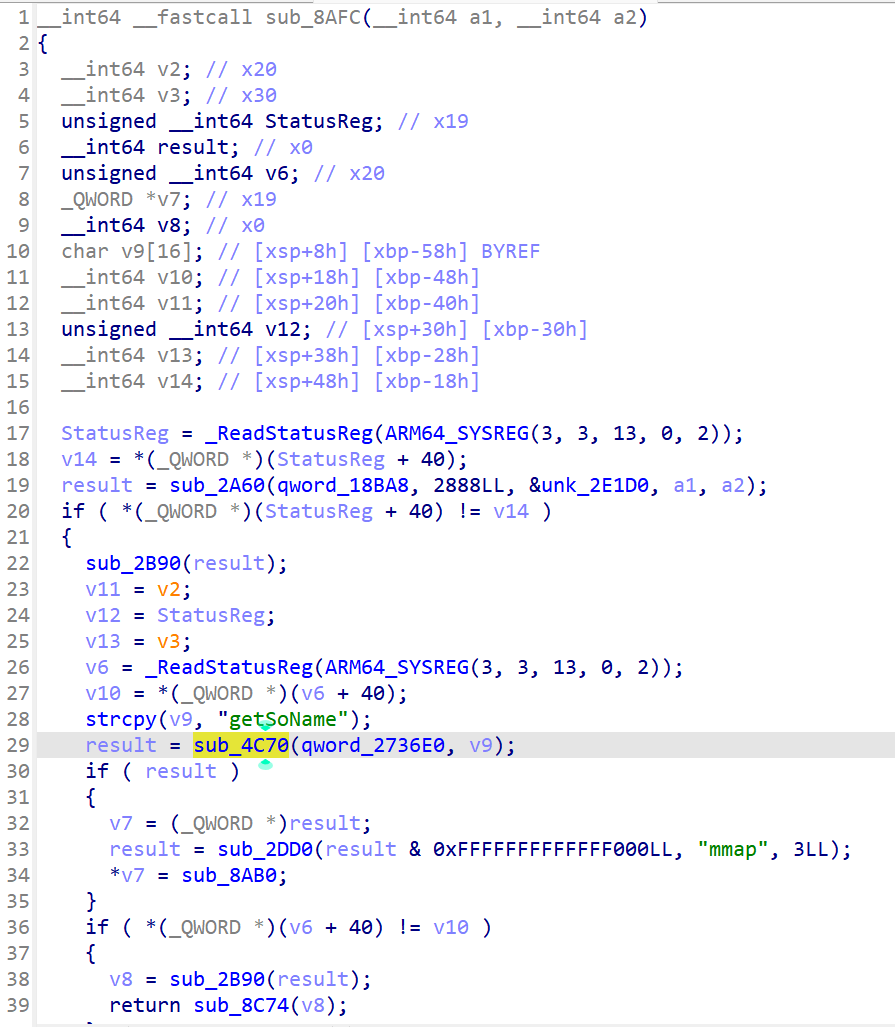 1 __int64 __fastcall sub_8AFC(__int64 a1, __int64 a2)
2 {
3 __int64 v2; // x20
4 __int64 v3; // x30
5 unsigned __int64 StatusReg; // x19
6 __int64 result; // x0
7 unsigned __int64 v6; // x20
8 _QWORD *v7; // x19
9 __int64 v8; // x0
10 char v9[16]; // [xsp+8h] [xbp-58h] BYREF
11 __int64 v10; // [xsp+18h] [xbp-48h]
12 __int64 v11; // [xsp+20h] [xbp-40h]
13 unsigned __int64 v12; // [xsp+30h] [xbp-30h]
14 __int64 v13; // [xsp+38h] [xbp-28h]
15 __int64 v14; // [xsp+48h] [xbp-18h]
16
17 StatusReg = _ReadStatusReg(ARM64_SYSREG(3, 3, 13, 0, 2));
18 v14 = *(_QWORD *)(StatusReg + 40);
19 result = sub_2A60(qword_18BA8, 2888LL, &unk_2E1D0, a1, a2);
20 if ( *(_QWORD *)(StatusReg + 40) != v14 )
21 {
22 sub_2B90(result);
23 v11 = v2;
24 v12 = StatusReg;
25 v13 = v3;
26 v6 = _ReadStatusReg(ARM64_SYSREG(3, 3, 13, 0, 2));
27 v10 = *(_QWORD *)(v6 + 40);
28 strcpy(v9, "getSoName");
29 result = sub_4C70(qword_2736E0, v9);
30 if ( result )
31 {
32 v7 = (_QWORD *)result;
33 result = sub_2DD0(result & 0xFFFFFFFFFFFFF000LL, "mmap", 3LL);
34 *v7 = sub_8AB0;
35 }
36 if ( *(_QWORD *)(v6 + 40) != v10 )
37 {
38 v8 = sub_2B90(result);
39 return sub_8C74(v8);